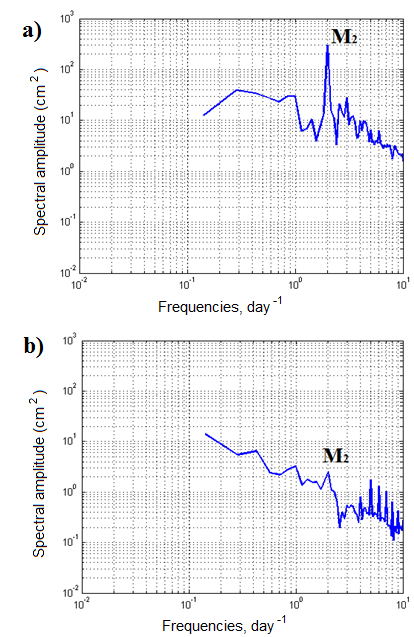 a)
M₂
Spectral amplitude (cm²)
10³
10²
10¹
10⁰
10⁻¹
10⁻²
10⁻² 10⁻¹ 10⁰ 10¹
Frequencies, day⁻¹
b)
M₂
Spectral amplitude (cm²)
10³
10²
10¹
10⁰
10⁻¹
10⁻²
10⁻² 10⁻¹ 10⁰ 10¹
Frequencies, day⁻¹